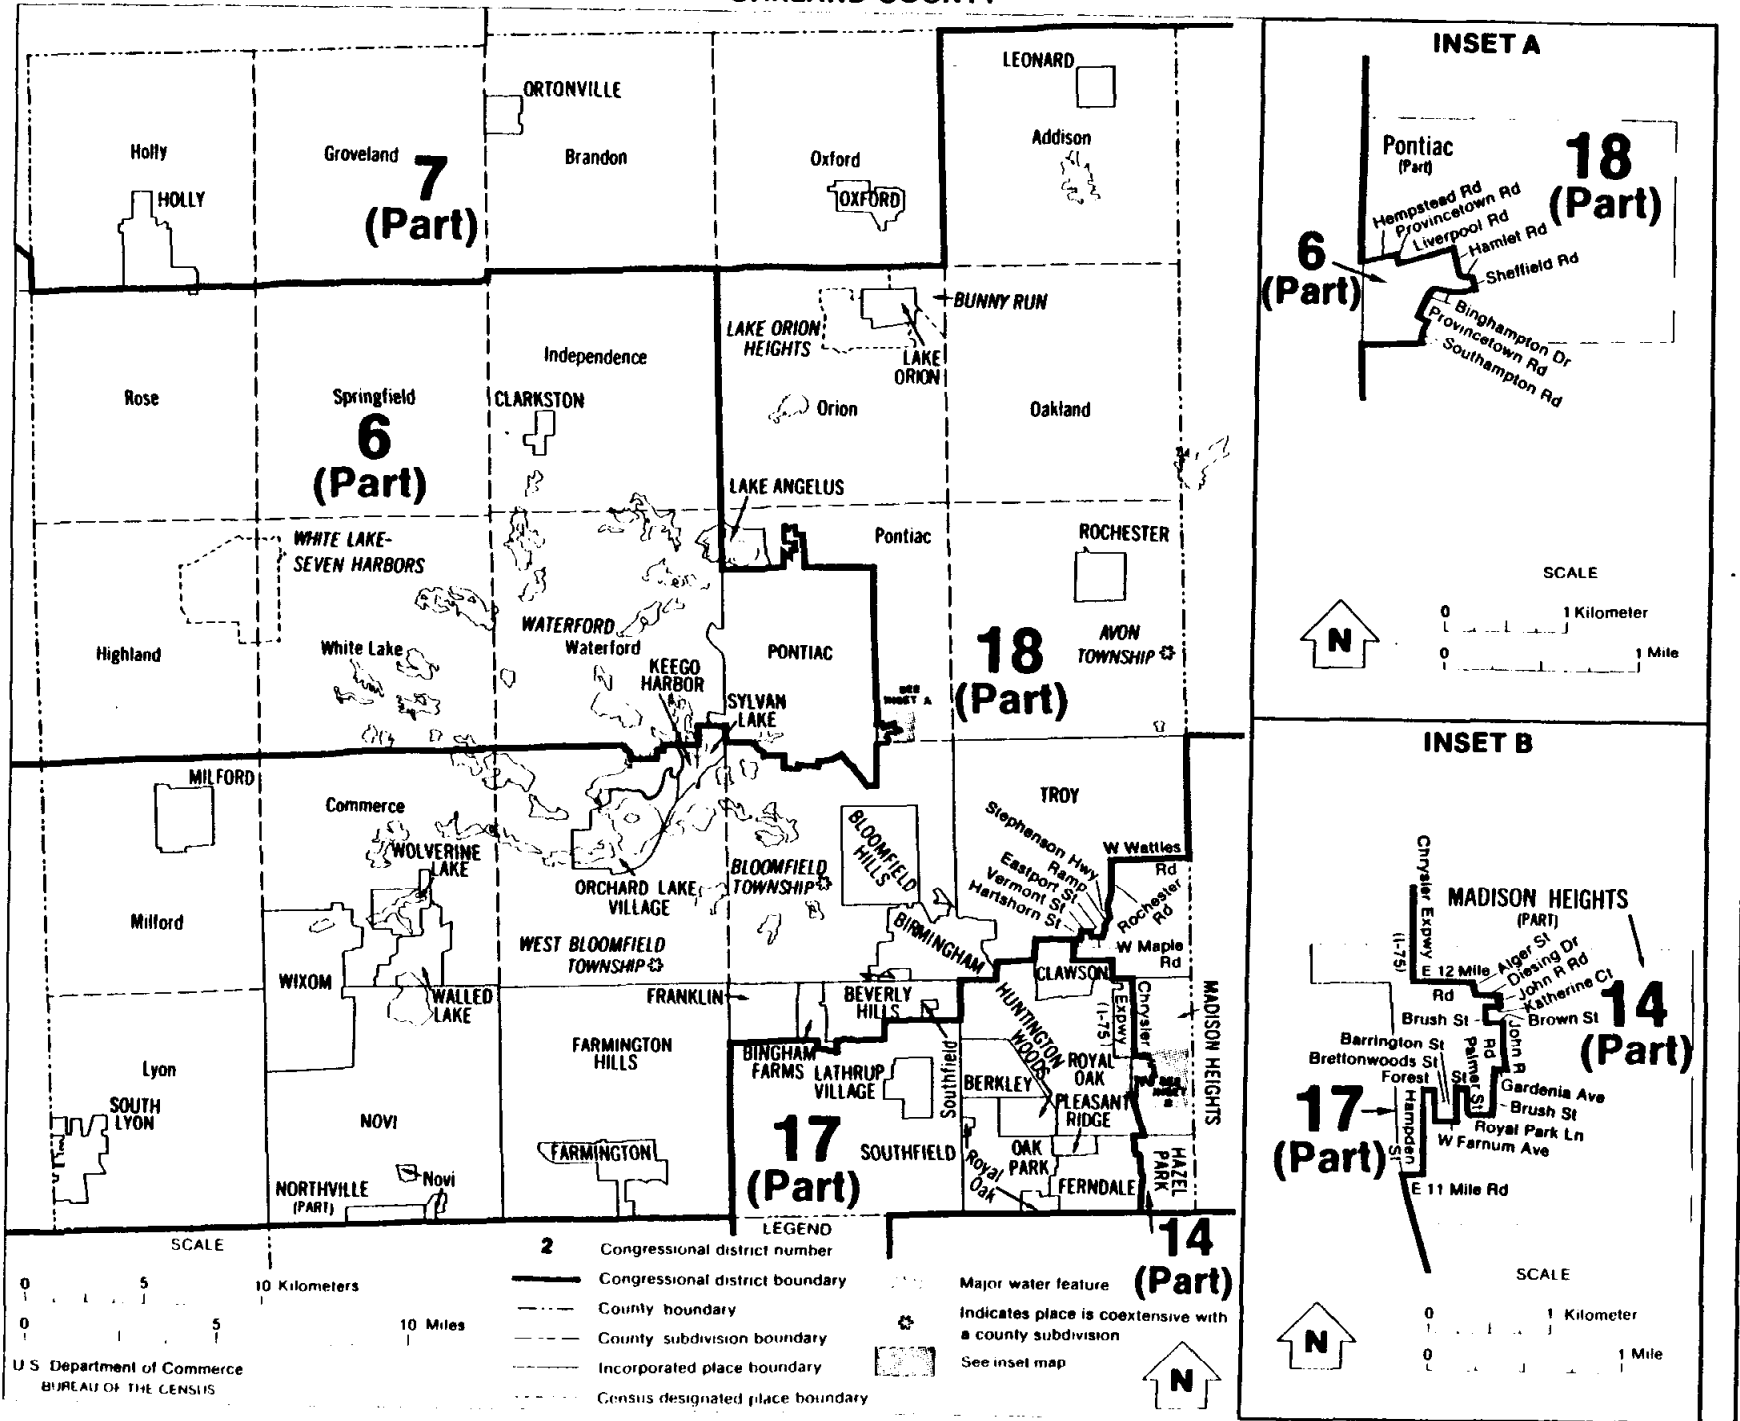 LEONARD
ORTONVILLE
Holly
Groveland
7
(Part)
Brandon
Oxford
Addison
HOLLY
OXFORD
BUNNY RUN
LAKE ORION
HEIGHTS
LAKE
ORION
Independence
Rose
Springfield
CLARKSTON
Orion
Oakland
6
(Part)
LAKE ANGELUS
WHITE LAKE-
SEVEN HARBORS
Pontiac
ROCHESTER
WATERFORD
Waterford
Highland
White Lake
KEEGO
HARBOR
PONTIAC
18
(Part)
AVON
TOWNSHIP
SYLVAN
LAKE
SEE
INSET A
MILFORD
Commerce
TROY
WOLVERINE
LAKE
BLOOMFIELD
HILLS
Stephenson Hwy
Ramp
Eastport St
Vermont St
Hartshorn St
W Wattles
Rd
Rochester
Rd
W Maple
Rd
ORCHARD LAKE
VILLAGE
BLOOMFIELD
TOWNSHIP
Milford
WEST BLOOMFIELD
TOWNSHIP
BIRMINGHAM
CLAWSON
WIXOM
WALLED
LAKE
FRANKLIN
BEVERLY
HILLS
HUNTINGTON
WOODS
Chrysler
Expwy
(I-75)
MADISON HEIGHTS
Lyon
FARMINGTON
HILLS
BINGHAM
FARMS
LATHRUP
VILLAGE
Southfield
BERKLEY
ROYAL
OAK
PLEASANT
RIDGE
SOUTH
LYON
NOVI
17
(Part)
SOUTHFIELD
OAK
PARK
HAZEL
PARK
FARMINGTON
Novi
Royal
Oak
FERNDALE
NORTHVILLE
(PART)
14
(Part)
SCALE
0 5 10 Kilometers
0 5 10 Miles
U S Department of Commerce
BUREAU OF THE CENSUS
LEGEND
2 Congressional district number
Congressional district boundary
County boundary
County subdivision boundary
Incorporated place boundary
Census designated place boundary
Major water feature
Indicates place is coextensive with
a county subdivision
See inset map
N
INSET A
Pontiac
(Part)
18
(Part)
Hempstead Rd
Provincetown Rd
Liverpool Rd
Hamlet Rd
Sheffield Rd
6
(Part)
Binghampton Dr
Provincetown Rd
Southampton Rd
SCALE
0 1 Kilometer
0 1 Mile
N
INSET B
Chrysler Expwy
(I-75)
MADISON HEIGHTS
(PART)
E 12 Mile
Rd
Alger St
Diesing Dr
John R Rd
Katherine Ct
14
(Part)
Brush St
Brown St
John R
Rd
Barrington St
Brettonwoods St
Forest St
Palmer St
Gardenia Ave
Brush St
Royal Park Ln
W Farnum Ave
17
(Part)
Hampden
St
E 11 Mile Rd
SCALE
0 1 Kilometer
0 1 Mile
N